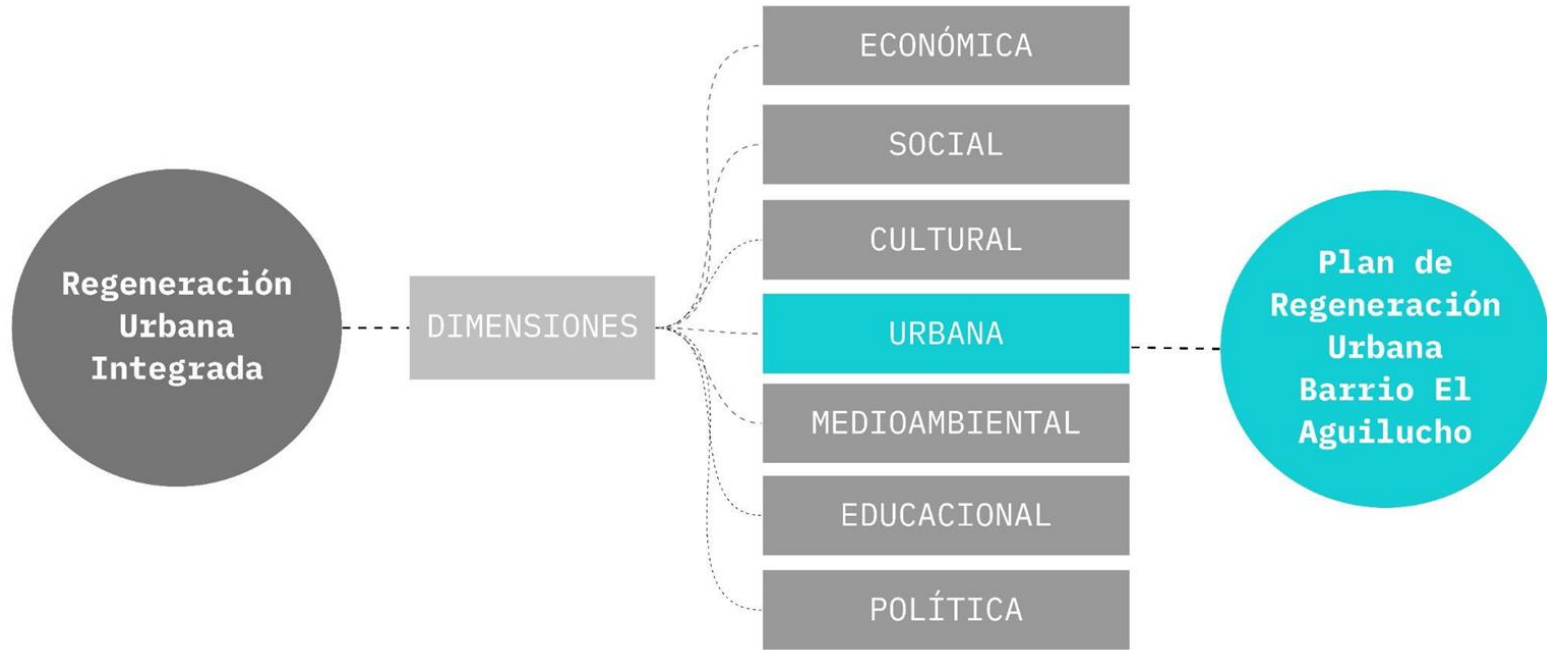 Regeneración
Urbana
Integrada
DIMENSIONES
ECONÓMICA
SOCIAL
CULTURAL
URBANA
MEDIOAMBIENTAL
EDUCACIONAL
POLÍTICA
Plan de
Regeneración
Urbana
Barrio El
Aguilucho